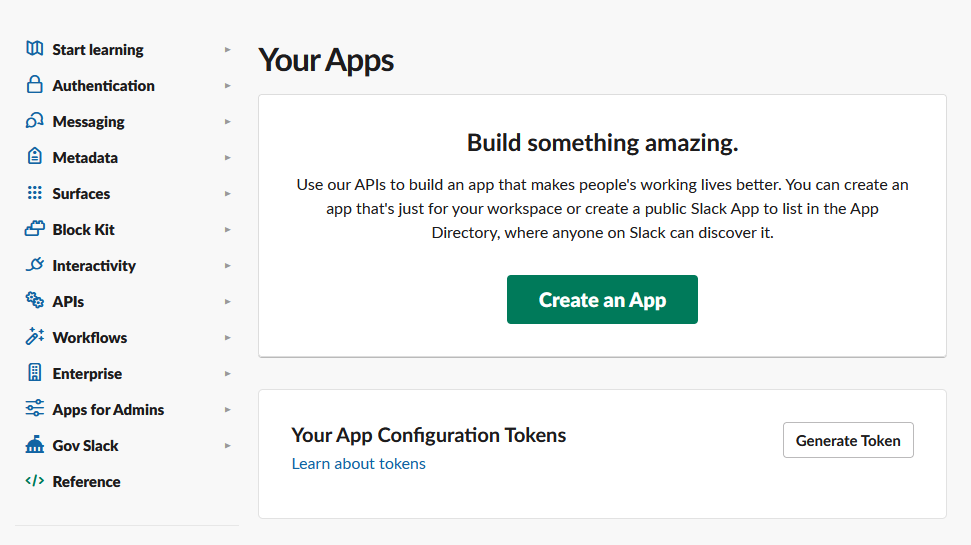 Start learning
Authentication
Messaging
Metadata
Surfaces
Block Kit
Interactivity
APIs
Workflows
Enterprise
Apps for Admins
Gov Slack
Reference
Your Apps
Build something amazing.
Use our APIs to build an app that makes people's working lives better. You can create an
app that's just for your workspace or create a public Slack App to list in the App
Directory, where anyone on Slack can discover it.
Create an App
Your App Configuration Tokens
Learn about tokens
Generate Token